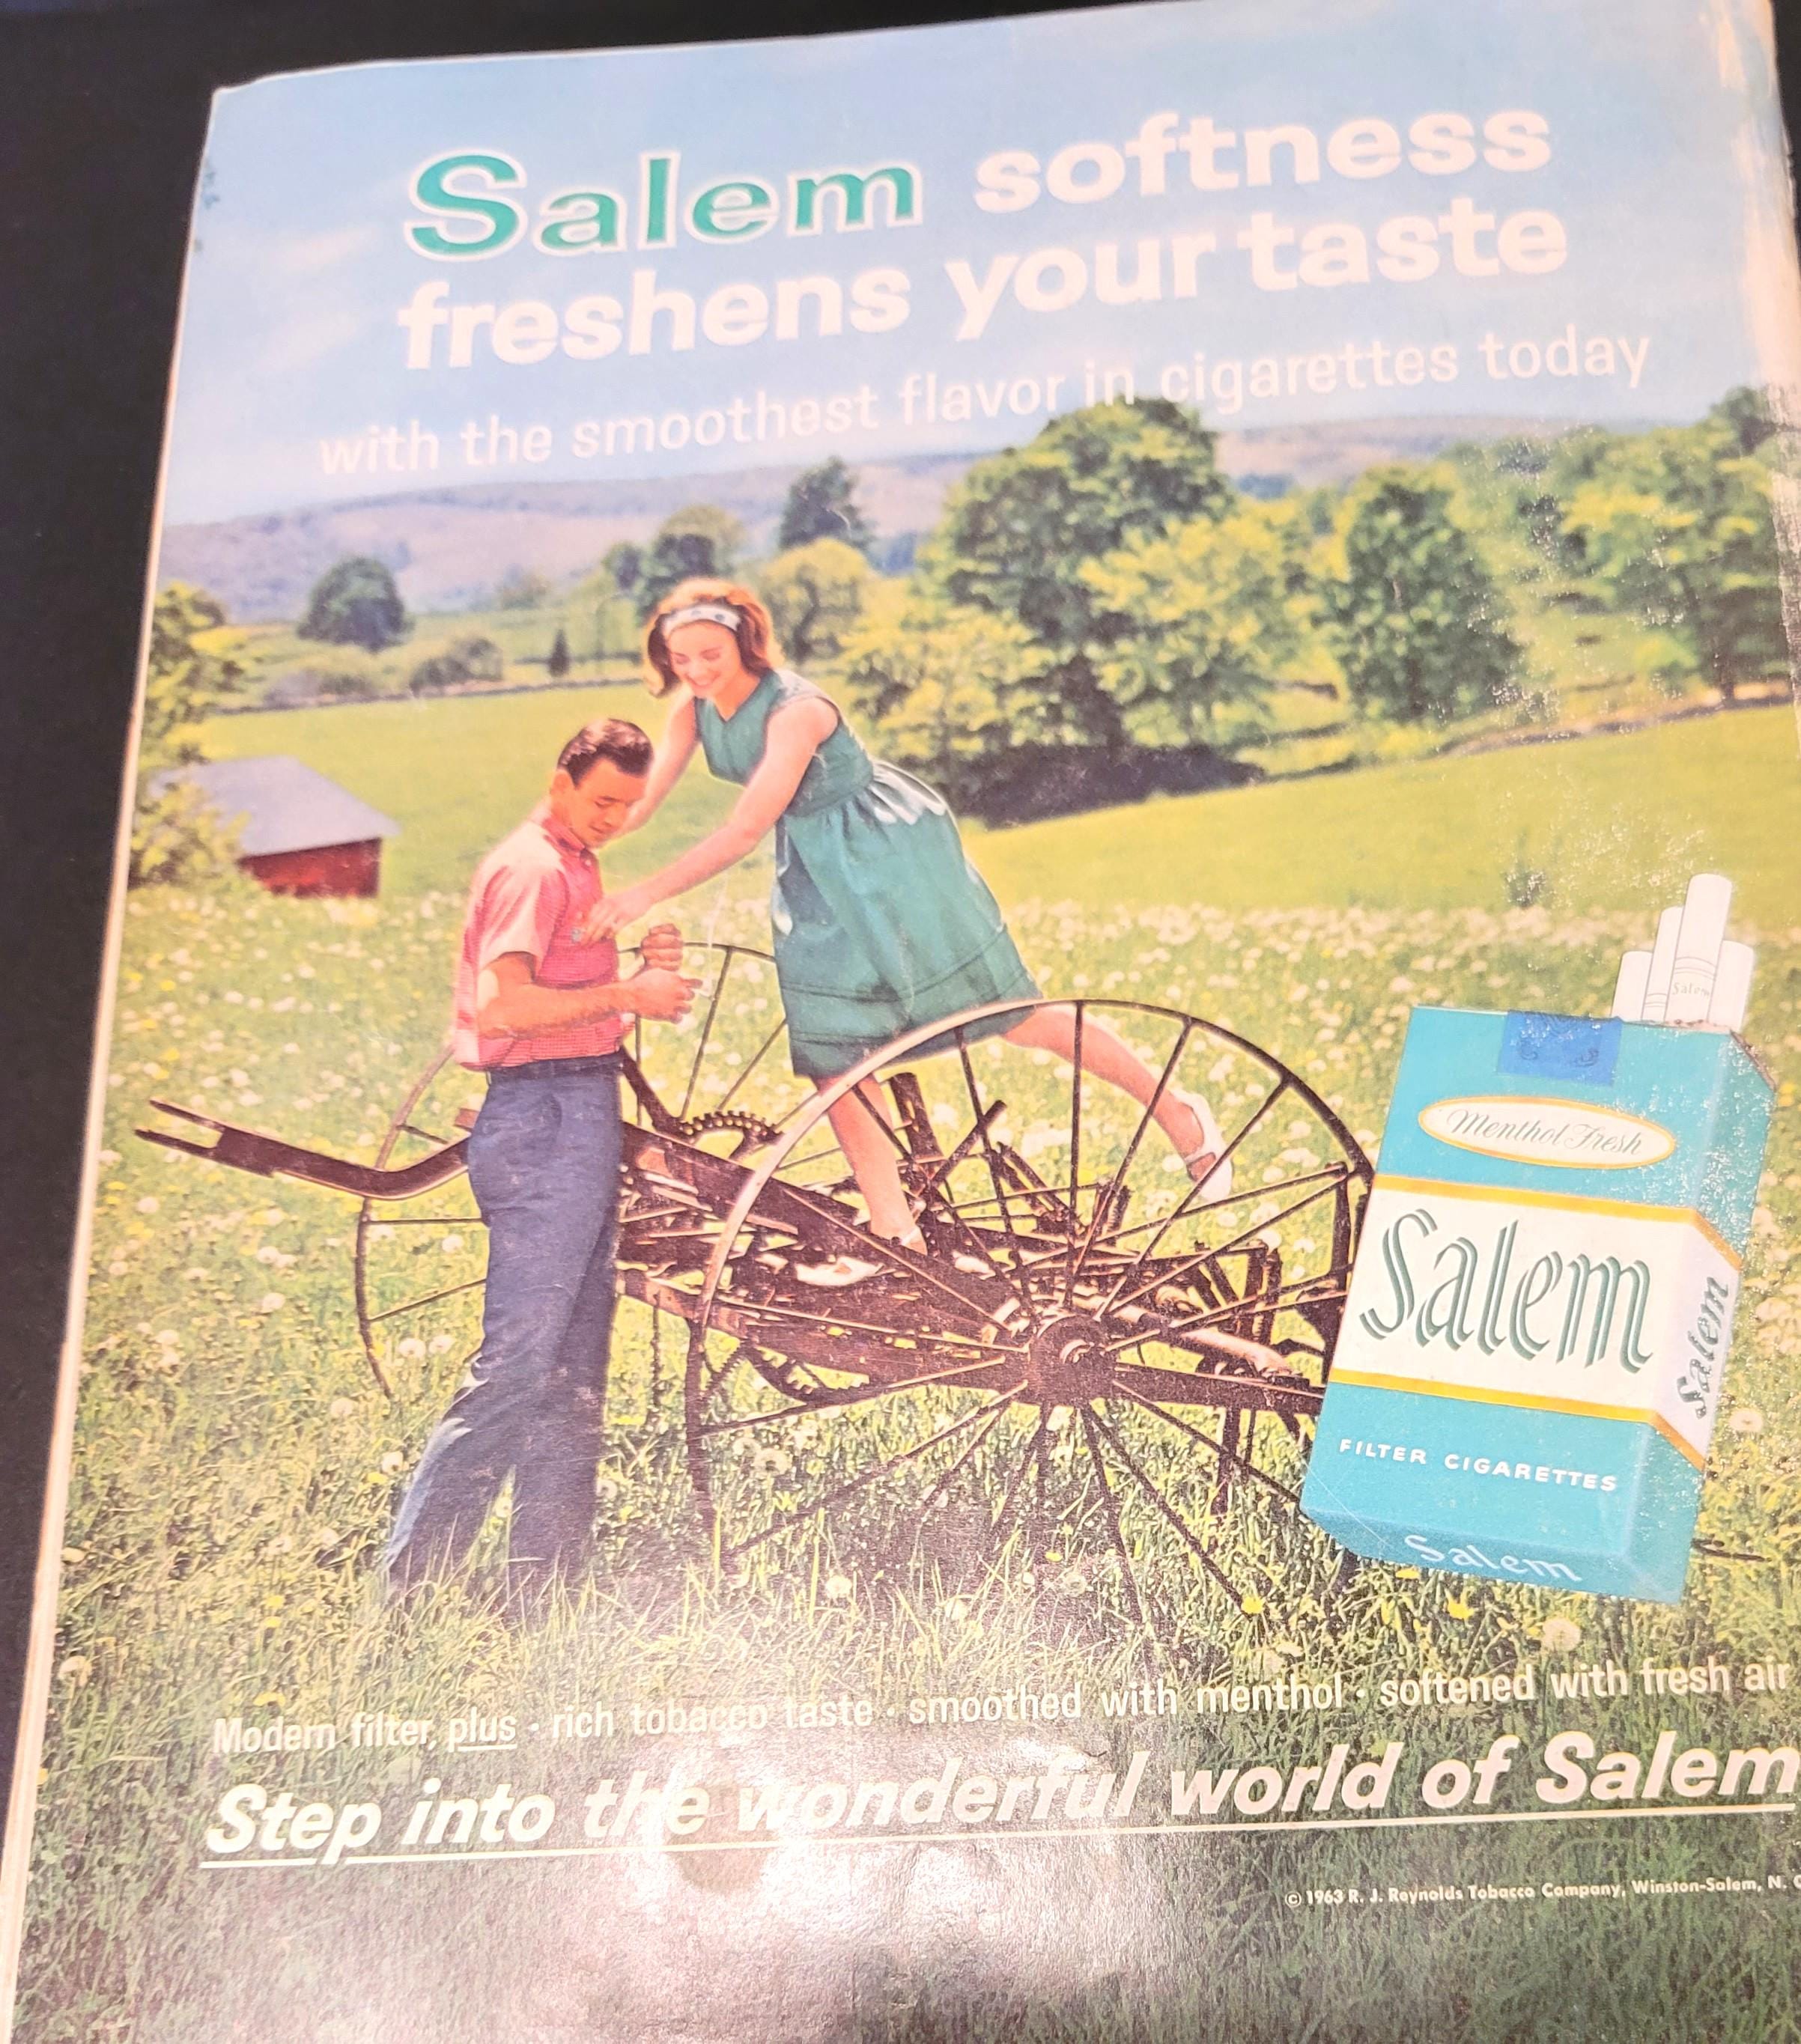 Salem softness
freshens your taste
with the smoothest flavor in cigarettes today
Salem
Menthol Fresh
Salem
Salem
FILTER CIGARETTES
Salem
Modern filter, plus · rich tobacco taste · smoothed with menthol · softened with fresh air
Step into the wonderful world of Salem
© 1963 R. J. Reynolds Tobacco Company, Winston-Salem, N. C